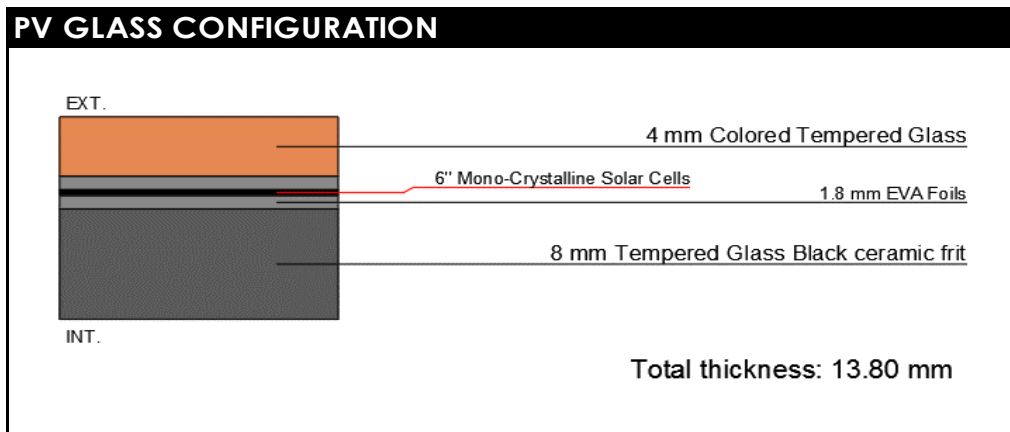 PV GLASS CONFIGURATION
EXT.
4 mm Colored Tempered Glass
6" Mono-Crystalline Solar Cells
1.8 mm EVA Foils
8 mm Tempered Glass Black ceramic frit
INT.
Total thickness: 13.80 mm